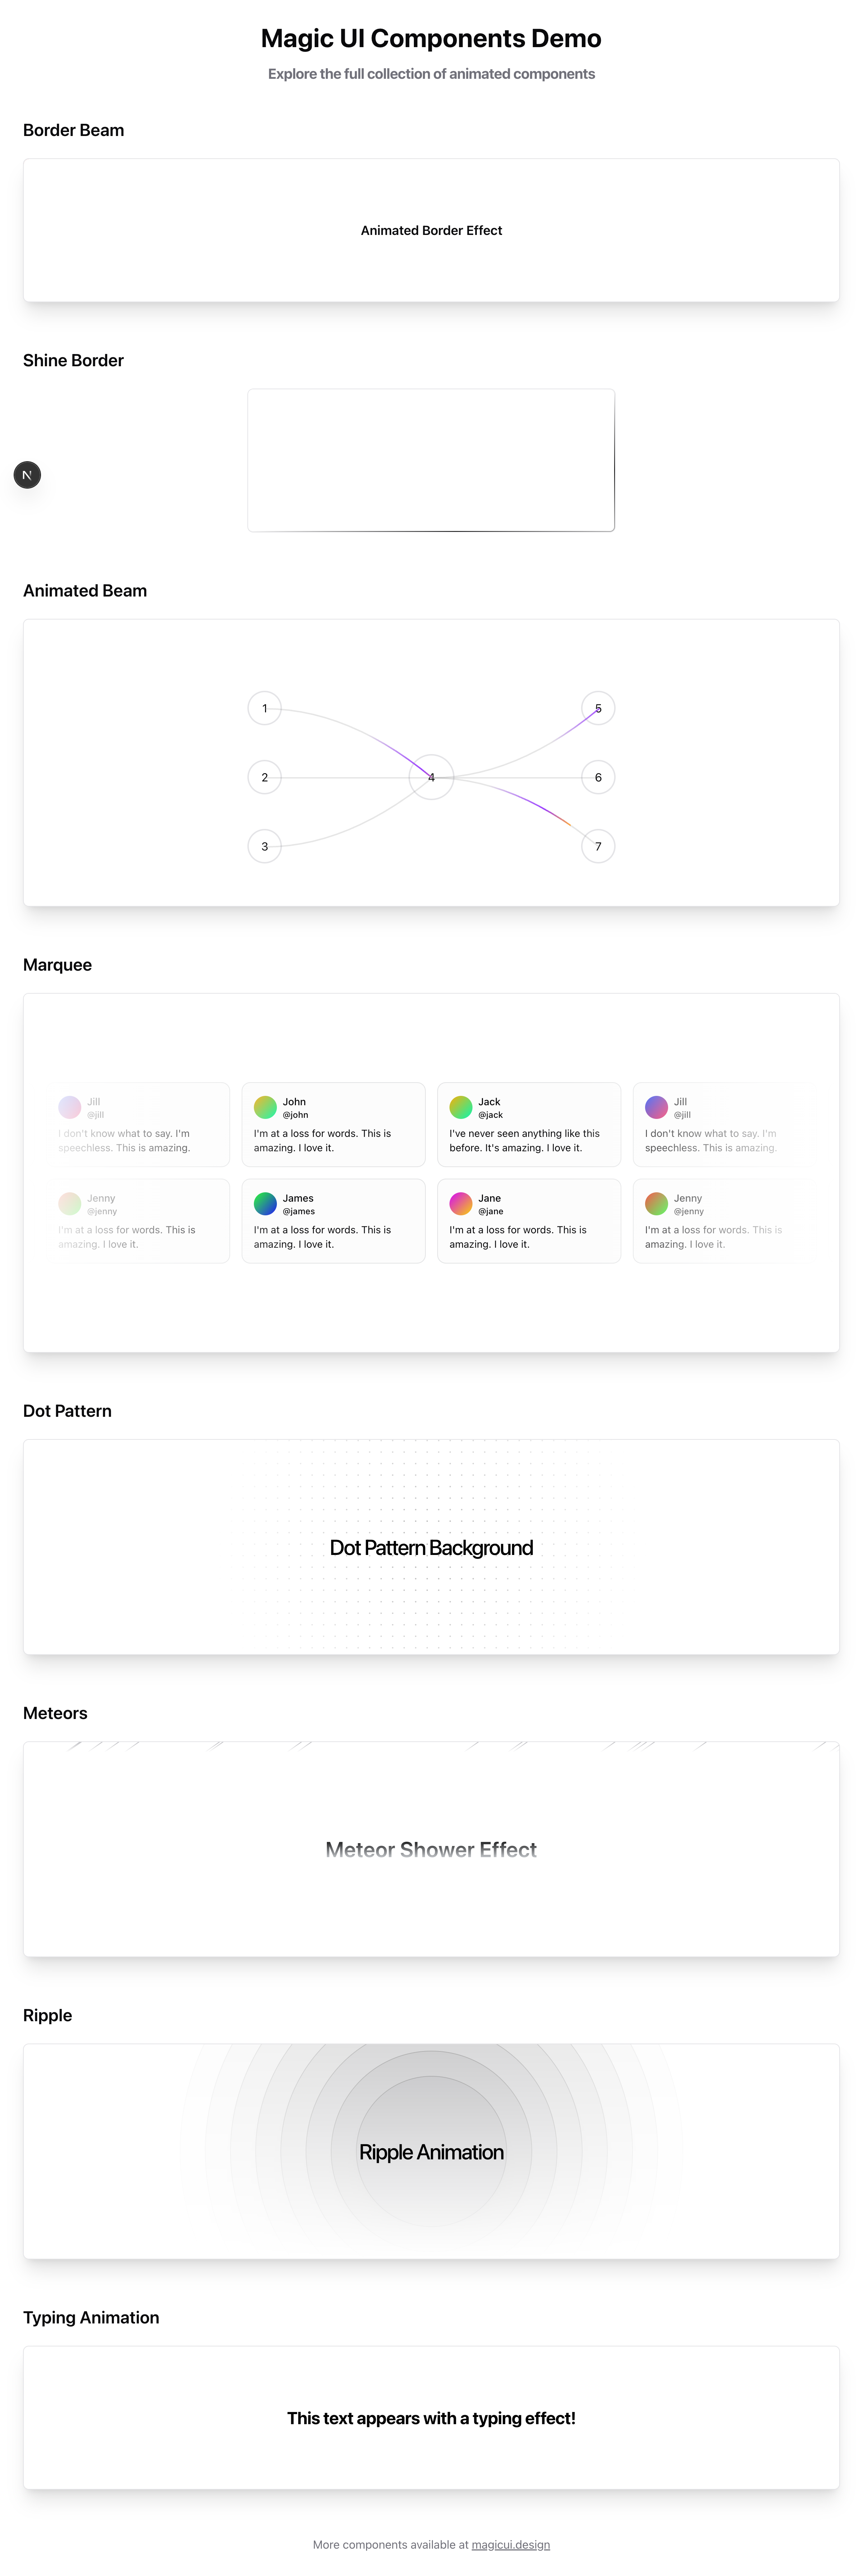 Magic UI Components Demo
Explore the full collection of animated components
Border Beam
Animated Border Effect
Shine Border
N
Animated Beam
1
5
2
4
6
3
7
Marquee
Jill
@jill
I don't know what to say. I'm
speechless. This is amazing.
John
@john
I'm at a loss for words. This is
amazing. I love it.
Jack
@jack
I've never seen anything like this
before. It's amazing. I love it.
Jill
@jill
I don't know what to say. I'm
speechless. This is amazing.
Jenny
@jenny
I'm at a loss for words. This is
amazing. I love it.
James
@james
I'm at a loss for words. This is
amazing. I love it.
Jane
@jane
I'm at a loss for words. This is
amazing. I love it.
Jenny
@jenny
I'm at a loss for words. This is
amazing. I love it.
Dot Pattern
Dot Pattern Background
Meteors
Meteor Shower Effect
Ripple
Ripple Animation
Typing Animation
This text appears with a typing effect!
More components available at magicui.design